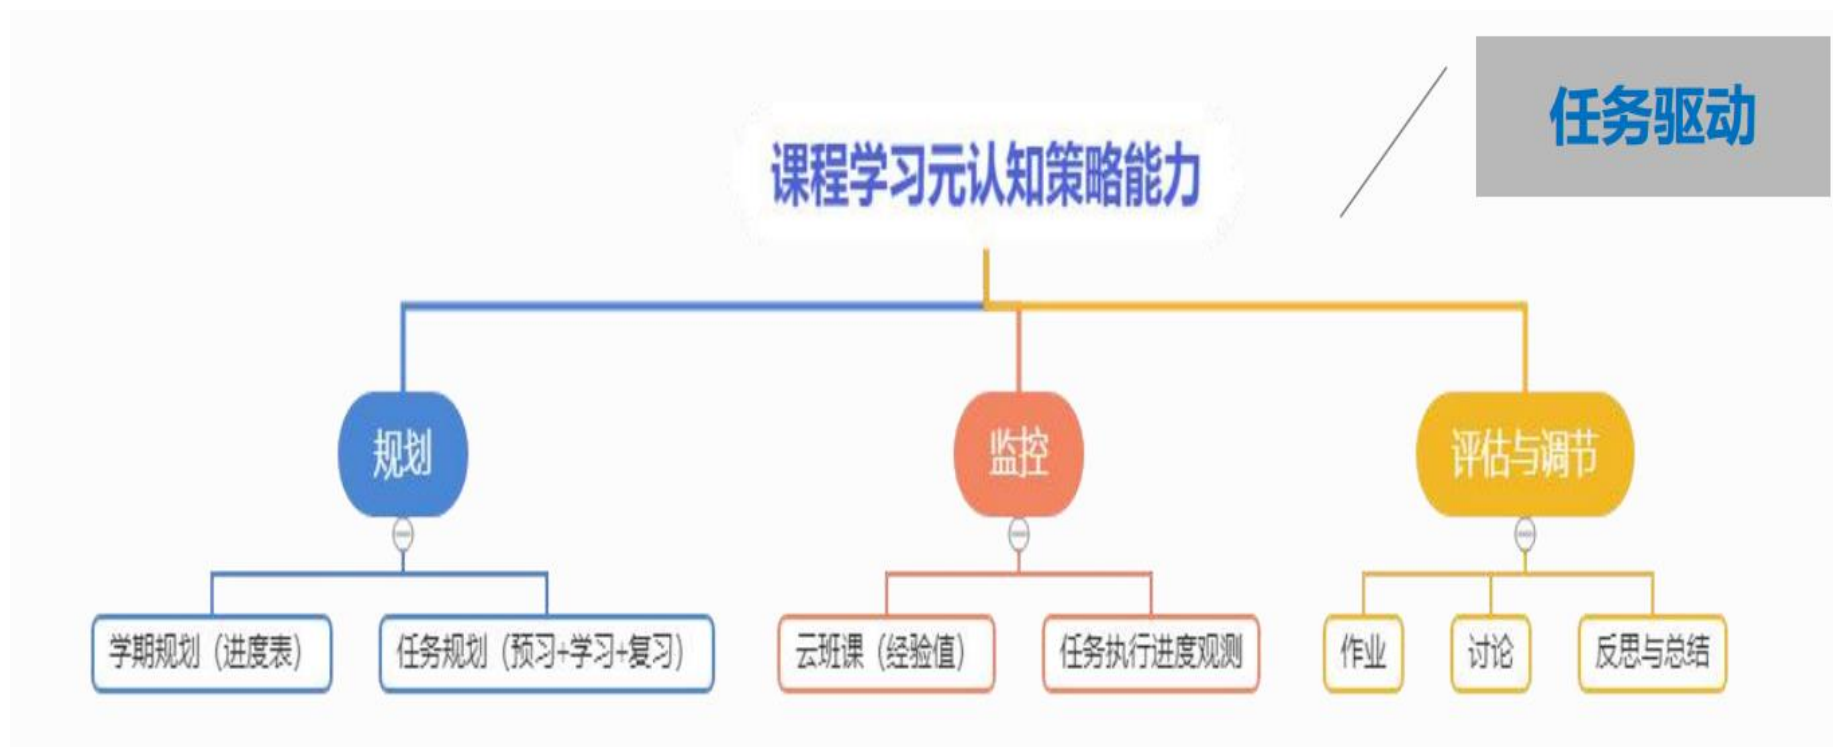 任务驱动
课程学习元认知策略能力
规划
监控
评估与调节
学期规划（进度表）
任务规划（预习+学习+复习）
云班课（经验值）
任务执行进度观测
作业
讨论
反思与总结